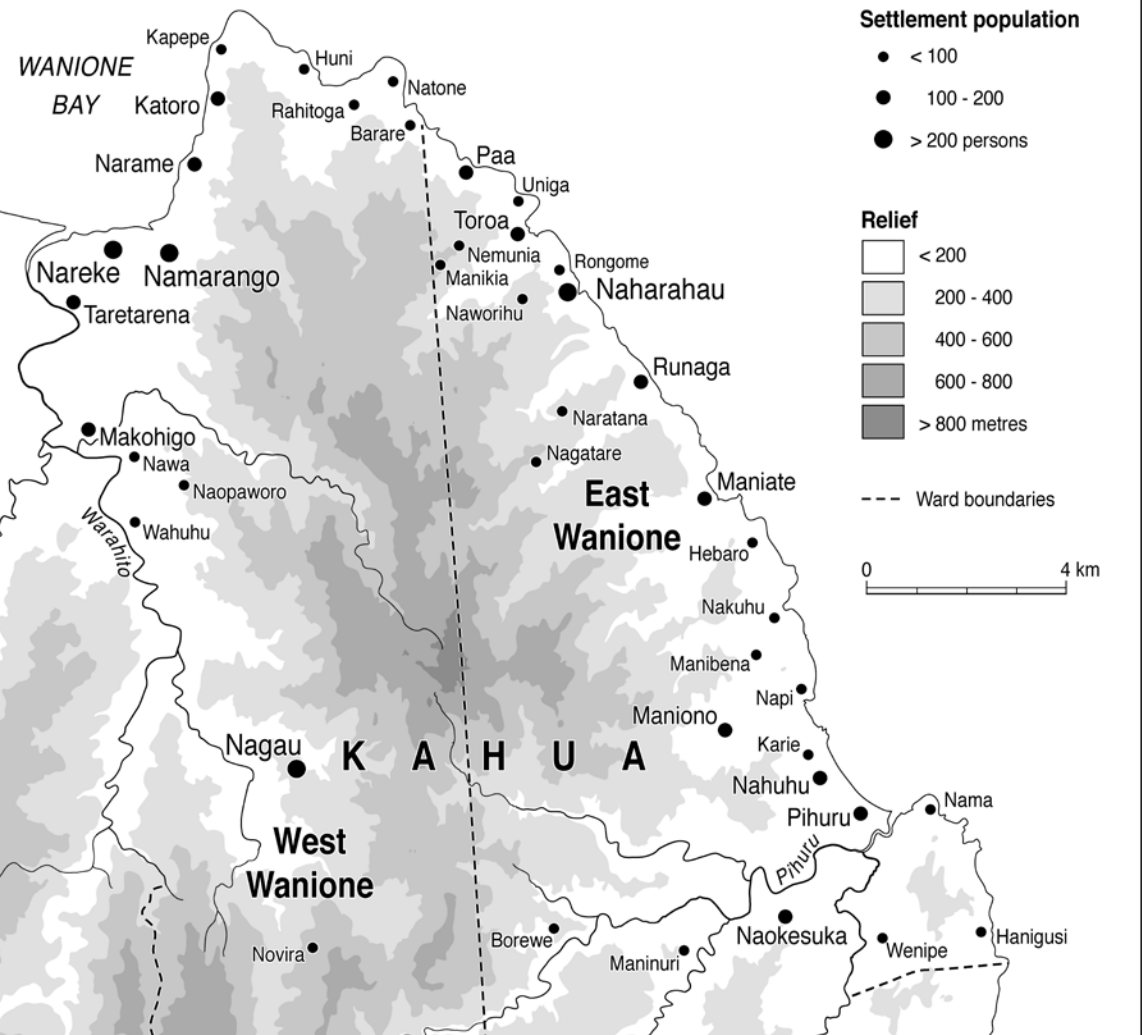 Settlement population
< 100
100 - 200
> 200 persons
Relief
< 200
200 - 400
400 - 600
600 - 800
> 800 metres
Ward boundaries
0 4 km
WANIONE
BAY
Kapepe
Huni
Natone
Katoro
Rahitoga
Barare
Narame
Paa
Uniga
Toroa
Nemunia
Manikia
Rongome
Nareke
Namarango
Naharahau
Taretarena
Naworihu
Runaga
Naratana
Makohigo
Nawa
Nagatare
Naopaworo
Maniate
East
Wanione
Wahuhu
Warahito
Hebaro
Nakuhu
Manibena
Napi
Maniono
Nagau
KAHUA
Karie
Nahuhu
Pihuru
Nama
West
Wanione
Pihuru
Naokesuka
Borewe
Novira
Maninuri
Wenipe
Hanigusi